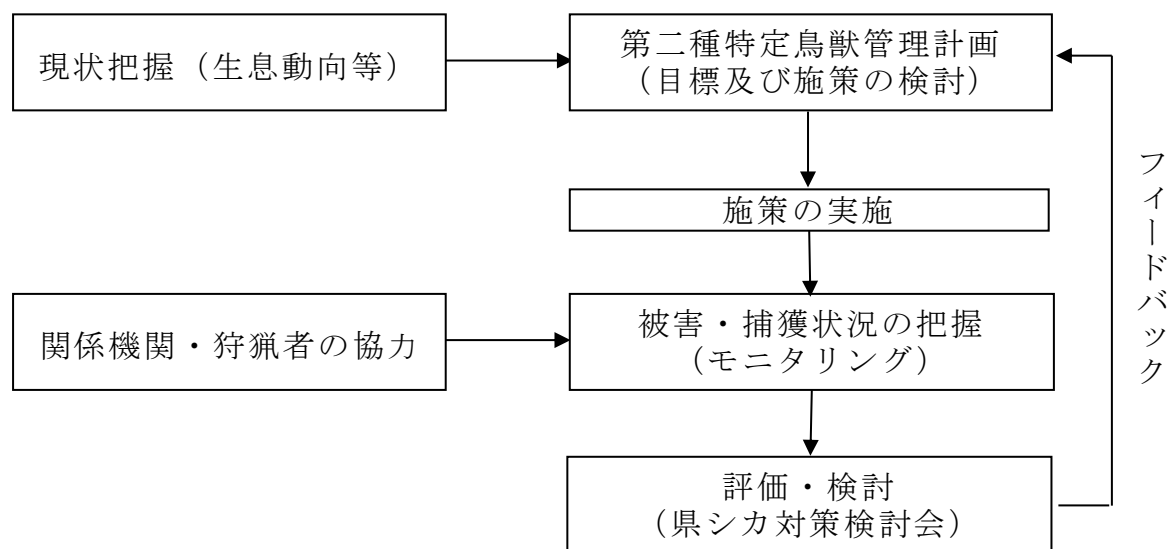 現状把握（生息動向等）
第二種特定鳥獣管理計画
（目標及び施策の検討）
施策の実施
関係機関・狩猟者の協力
被害・捕獲状況の把握
（モニタリング）
評価・検討
（県シカ対策検討会）
フィードバック